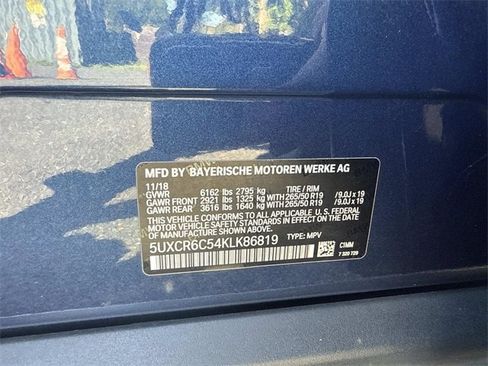 MFD BY BAYERISCHE MOTOREN WERKE AG
11/18
GVWR 6162 lbs 2795 kg TIRE / RIM
GAWR FRONT 2921 lbs 1325 kg 265/50 R19 /9.0J x 19
GAWR REAR 3616 lbs 1640 kg 265/50 R19 /9.0J x 19
THIS VEHICLE CONFORMS TO ALL APPLICABLE U.S. FEDERAL
MOTOR VEHICLE SAFETY STANDARDS IN EFFECT ON THE
DATE OF MANUFACTURE SHOWN ABOVE.
5UXCR6C54KLK86819 TYPE: MPV
C1MM
7 320 720